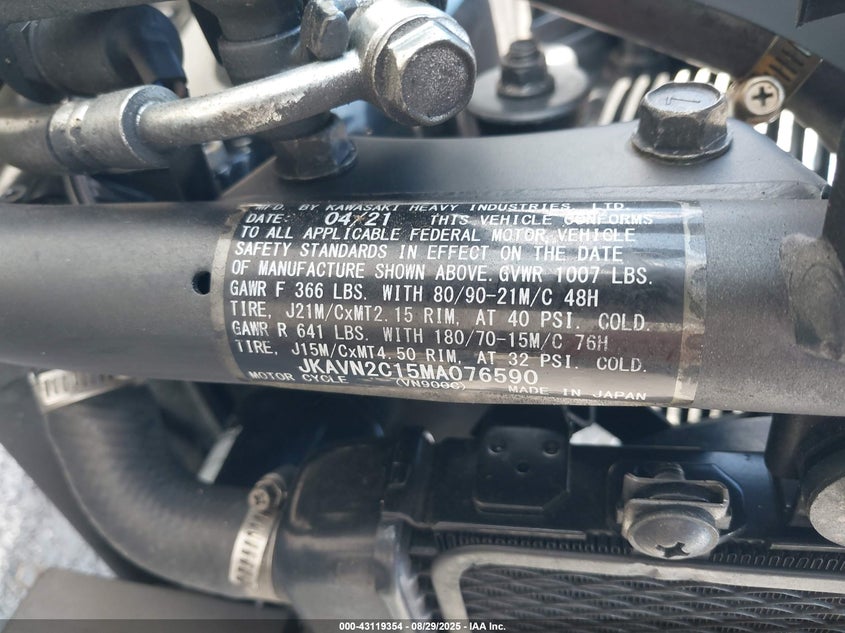 MFD. BY KAWASAKI HEAVY INDUSTRIES, LTD.
DATE: 04 21 THIS VEHICLE CONFORMS
TO ALL APPLICABLE FEDERAL MOTOR VEHICLE
SAFETY STANDARDS IN EFFECT ON THE DATE
OF MANUFACTURE SHOWN ABOVE. GVWR 1007 LBS.
GAWR F 366 LBS. WITH 80/90-21M/C 48H
TIRE, J21M/CxMT2.15 RIM, AT 40 PSI. COLD.
GAWR R 641 LBS. WITH 180/70-15M/C 76H
TIRE, J15M/CxMT4.50 RIM, AT 32 PSI. COLD.
JKAVN2C15MA076590
MOTOR CYCLE (VN900C) MADE IN JAPAN
000-43119354 - 08/29/2025 - IAA Inc.